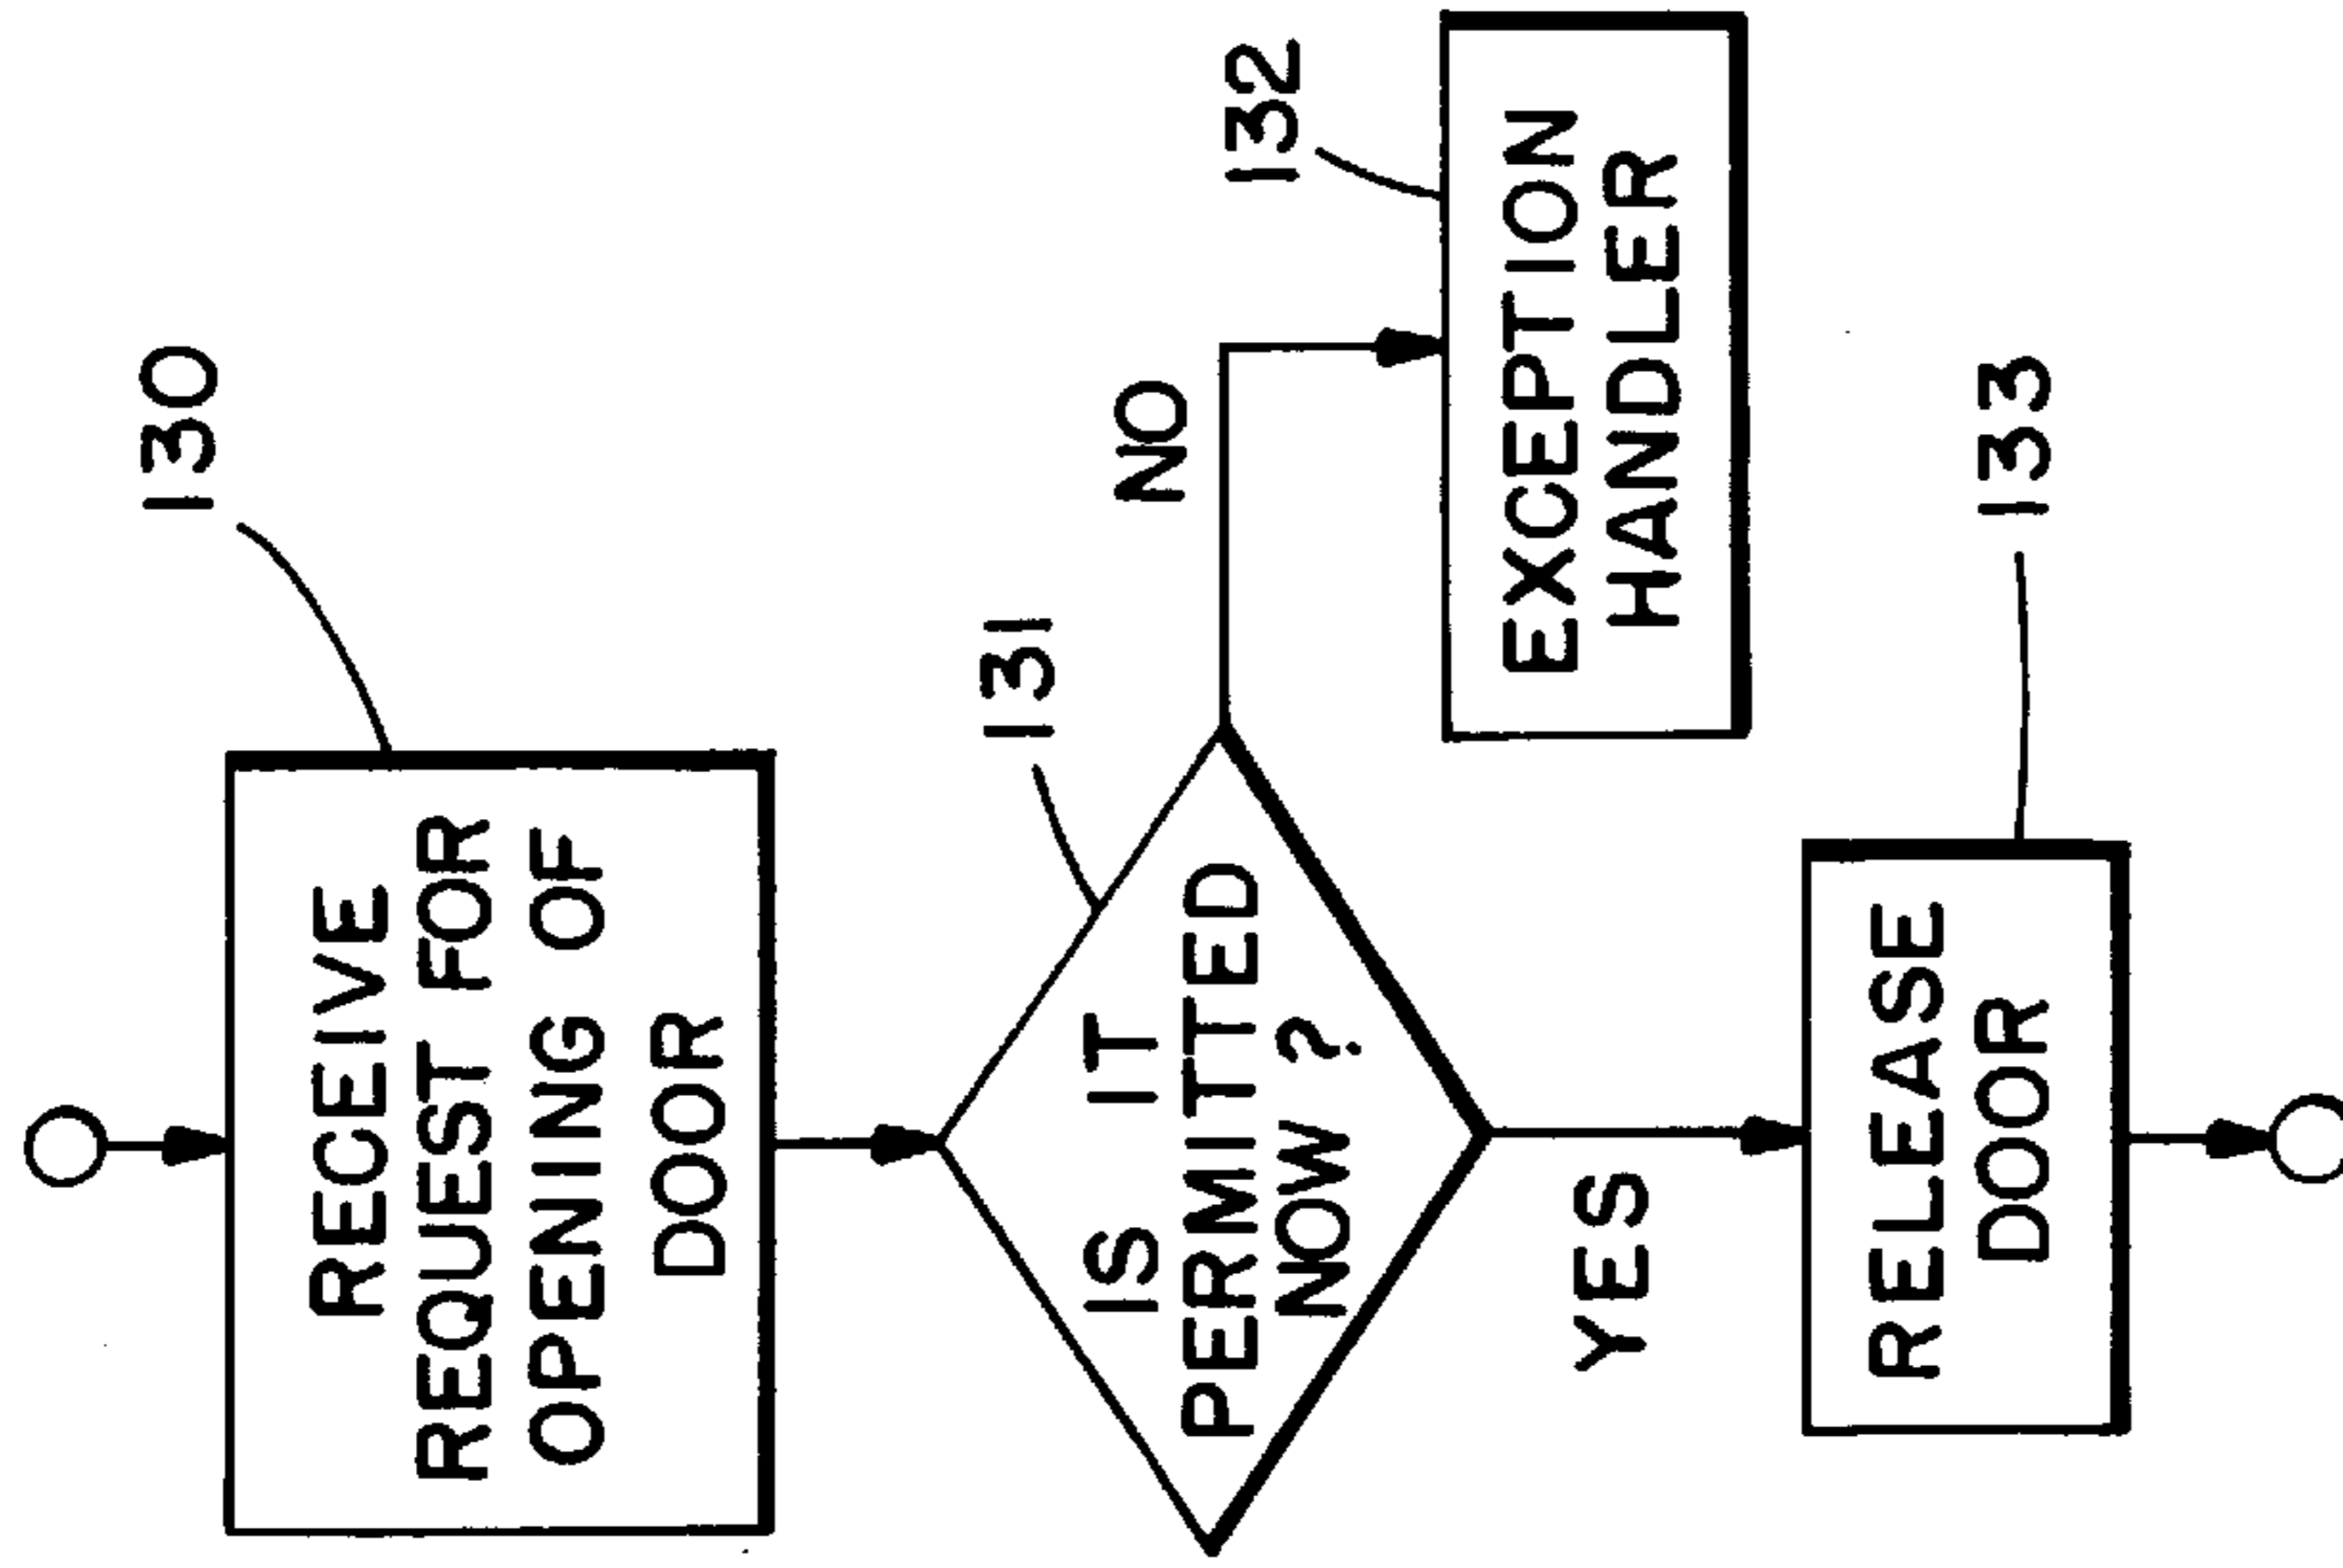 130
RECEIVE
REQUEST FOR
OPENING OF
DOOR
131
IS IT
PERMITTED
NOW ?
NO
132
EXCEPTION
HANDLER
YES
133
RELEASE
DOOR